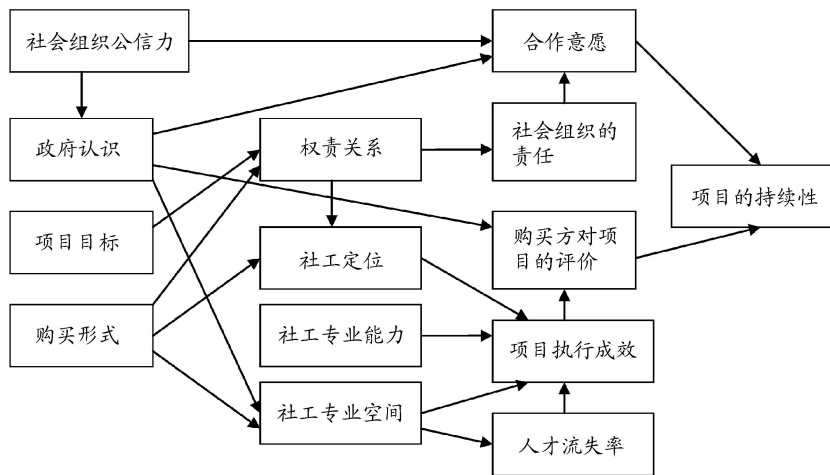 社会组织公信力
合作意愿
政府认识
权责关系
社会组织的
责任
项目的持续性
项目目标
社工定位
购买方对项
目的评价
购买形式
社工专业能力
项目执行成效
社工专业空间
人才流失率